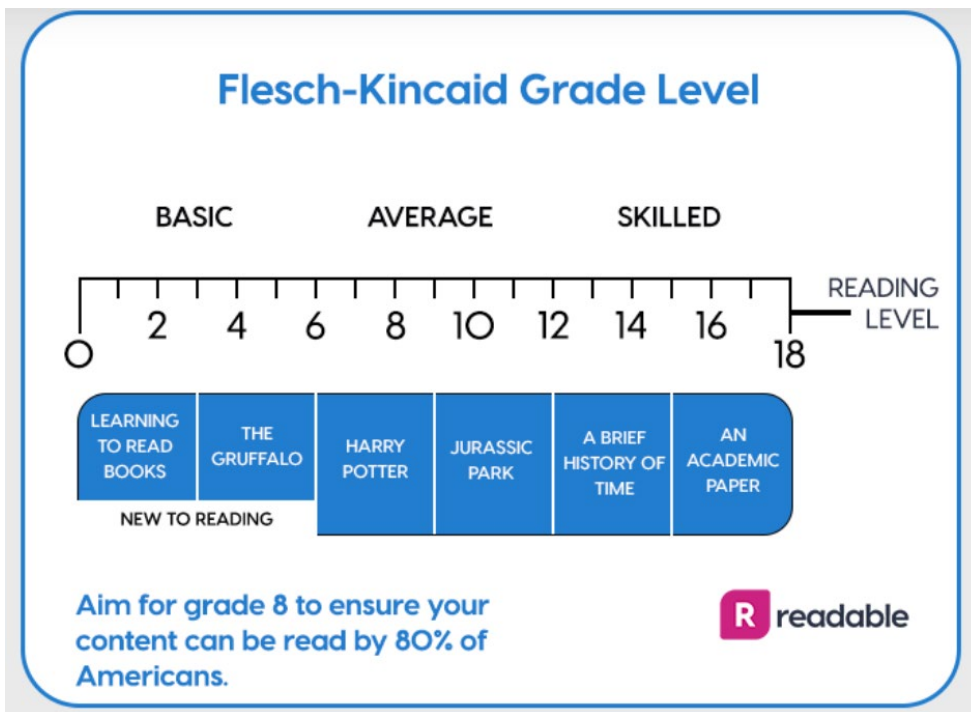 Flesch-Kincaid Grade Level
BASIC AVERAGE SKILLED
READING
LEVEL
0 2 4 6 8 10 12 14 16 18
LEARNING
TO READ
BOOKS
THE
GRUFFALO
HARRY
POTTER
JURASSIC
PARK
A BRIEF
HISTORY OF
TIME
AN
ACADEMIC
PAPER
NEW TO READING
Aim for grade 8 to ensure your
content can be read by 80% of
Americans.
R readable